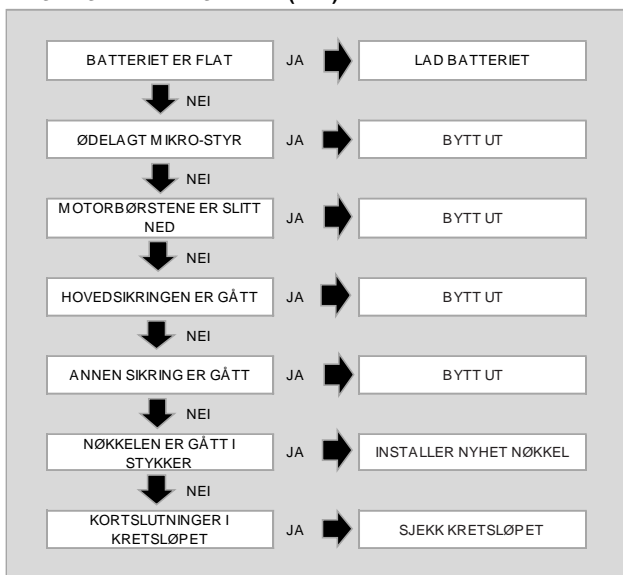 BATTERIET ER FLAT JA LAD BATTERIET
NEI
ØDELAGT MIKRO-STYR JA BYTT UT
NEI
MOTORBØRSTENE ER SLITT
NED
JA BYTT UT
NEI
HOVEDSIKRINGEN ER GÅTT JA BYTT UT
NEI
ANNEN SIKRING ER GÅTT JA BYTT UT
NEI
NØKKELEN ER GÅTT I
STYKKER
JA INSTALLER NYHET NØKKEL
NEI
KORTSLUTNINGER I
KRETSLØPET
JA SJEKK KRETSLØPET